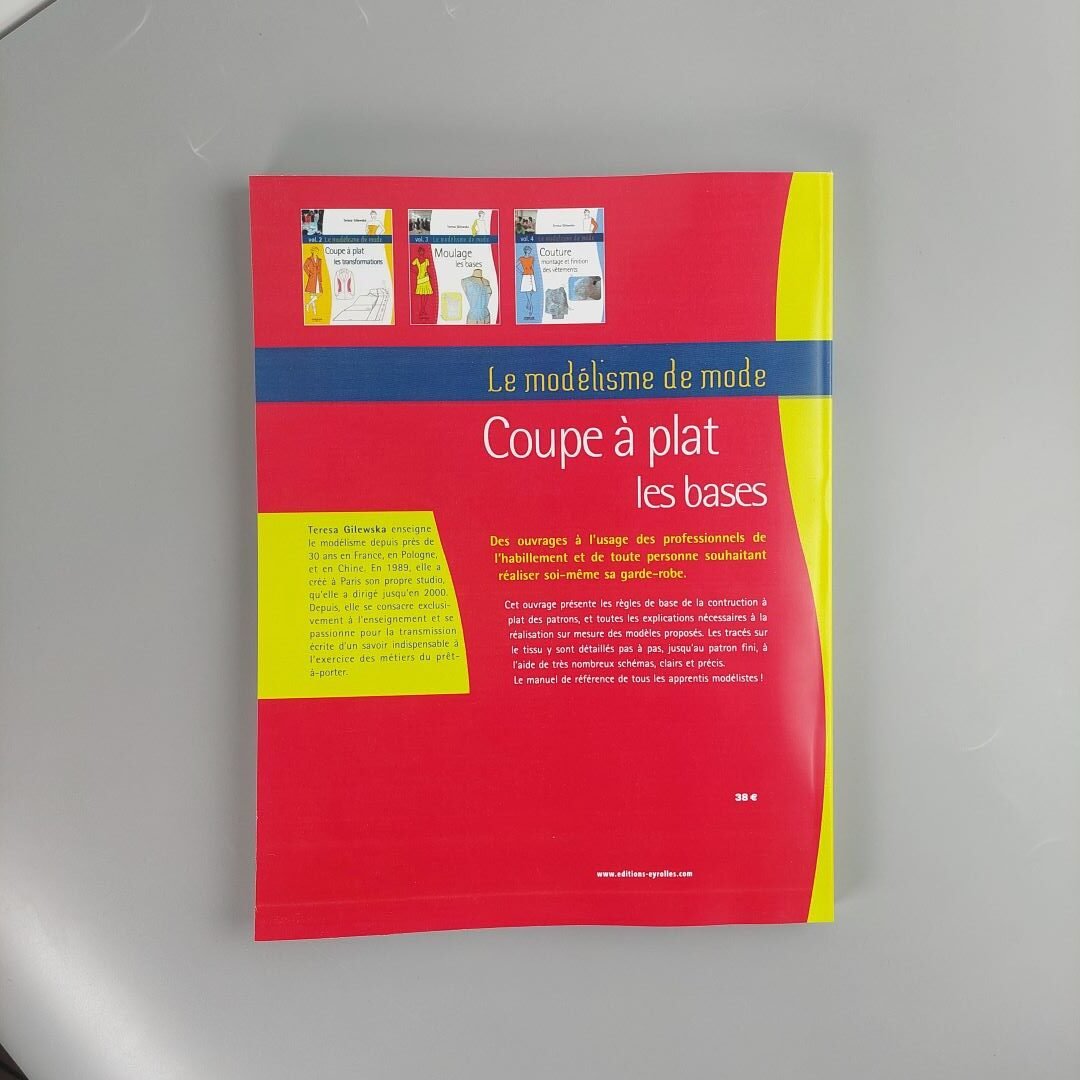 Teresa Gilewska
vol. 2 Le modélisme de mode
Coupe à plat
les transformations
Teresa Gilewska
vol. 3 Le modélisme de mode
Moulage
les bases
Teresa Gilewska
vol. 4 Le modélisme de mode
Couture
montage et finition
des vêtements
Le modélisme de mode
Coupe à plat
les bases
Teresa Gilewska enseigne
le modélisme depuis près de
30 ans en France, en Pologne,
et en Chine. En 1989, elle a
créé à Paris son propre studio,
qu'elle a dirigé jusqu'en 2000.
Depuis, elle se consacre exclusi-
vement à l'enseignement et se
passionne pour la transmission
écrite d'un savoir indispensable à
l'exercice des métiers du prêt-
à-porter.
Des ouvrages à l'usage des professionnels de
l'habillement et de toute personne souhaitant
réaliser soi-même sa garde-robe.
Cet ouvrage présente les règles de base de la contruction à
plat des patrons, et toutes les explications nécessaires à la
réalisation sur mesure des modèles proposés. Les tracés sur
le tissu y sont détaillés pas à pas, jusqu'au patron fini, à
l'aide de très nombreux schémas, clairs et précis.
Le manuel de référence de tous les apprentis modélistes !
38 €
www.editions-eyrolles.com